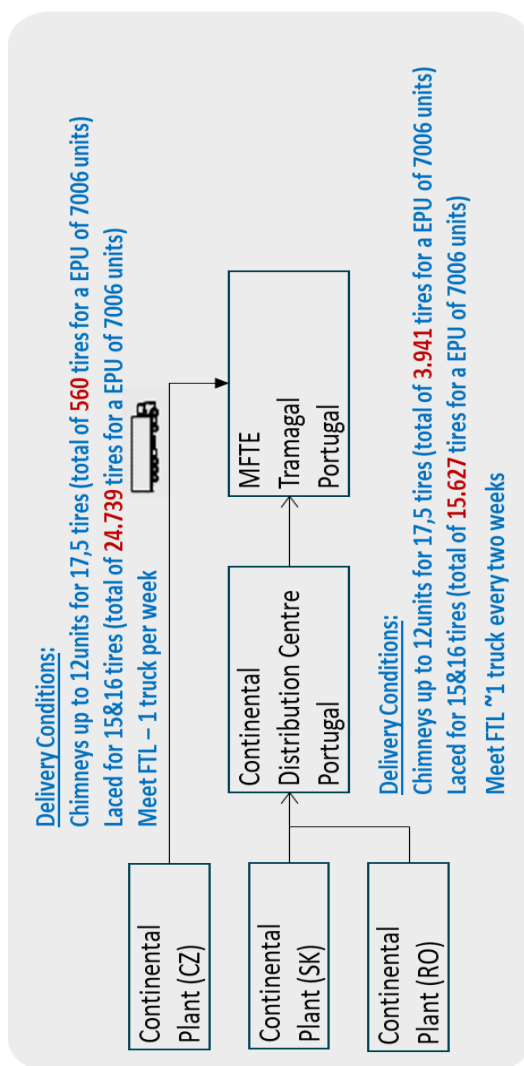 Delivery Conditions:
Chimneys up to 12units for 17,5 tires (total of 560 tires for a EPU of 7006 units)
Laced for 15&16 tires (total of 24.739 tires for a EPU of 7006 units)
Meet FTL – 1 truck per week
Continental
Plant (CZ)
Continental
Plant (SK)
Continental
Plant (RO)
Continental
Distribution Centre
Portugal
MFTE
Tramagal
Portugal
Delivery Conditions:
Chimneys up to 12units for 17,5 tires (total of 3.941 tires for a EPU of 7006 units)
Laced for 15&16 tires (total of 15.627 tires for a EPU of 7006 units)
Meet FTL ~1 truck every two weeks